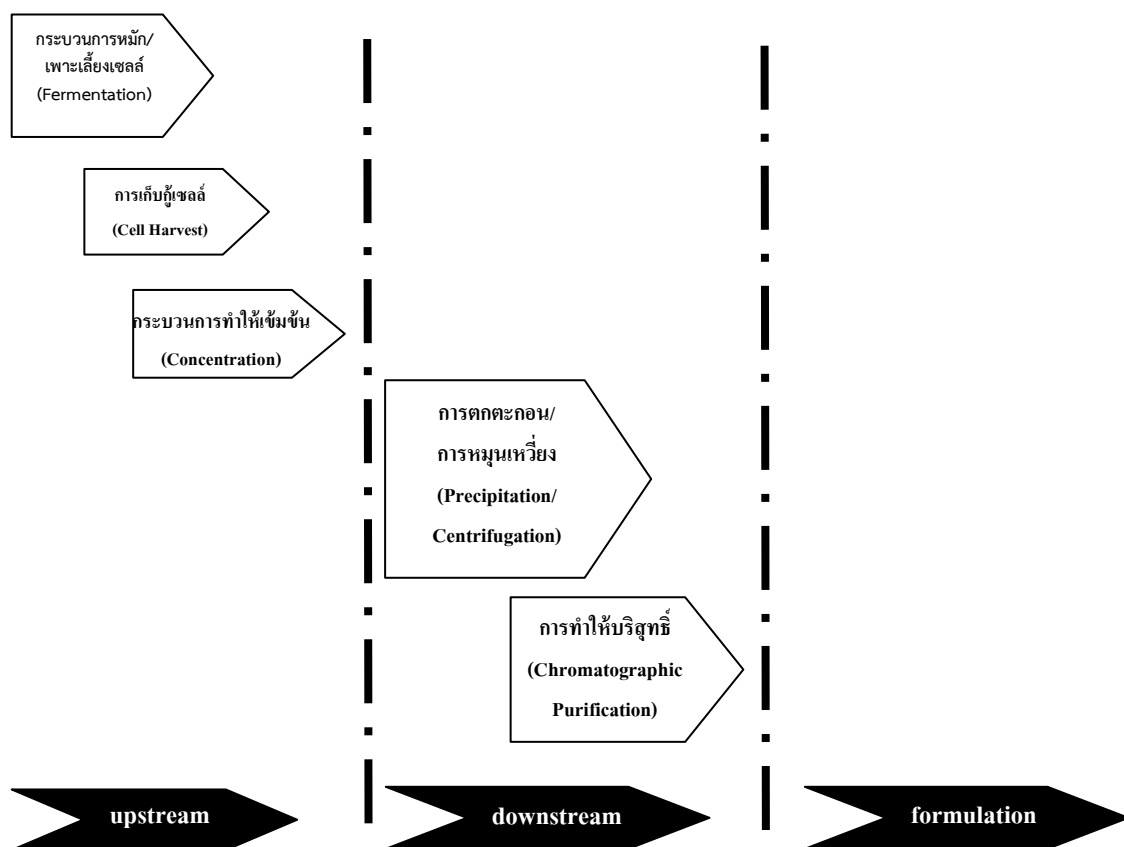 กระบวนการหมัก/
เพาะเลี้ยงเซลล์
(Fermentation)
การเก็บกู้เซลล์
(Cell Harvest)
กระบวนการทำให้เข้มข้น
(Concentration)
การตกตะกอน/
การหมุนเหวี่ยง
(Precipitation/
Centrifugation)
การทำให้บริสุทธิ์
(Chromatographic
Purification)
upstream
downstream
formulation